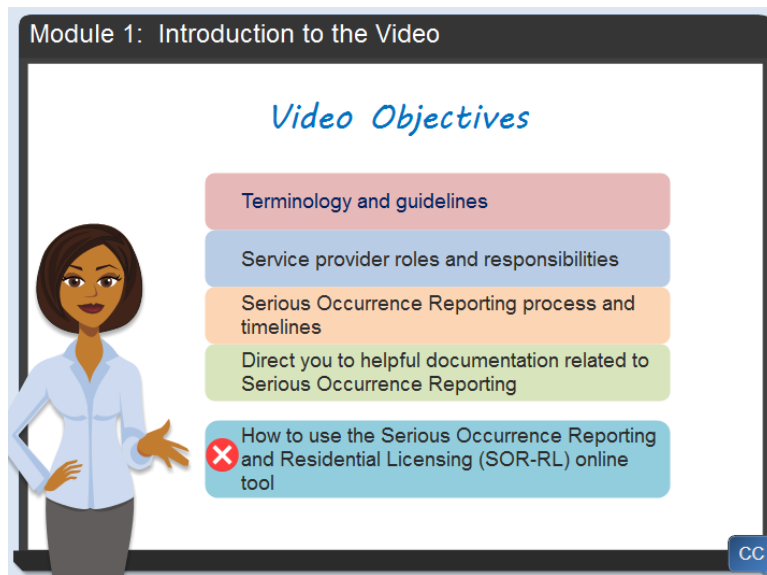 Module 1: Introduction to the Video
Video Objectives
Terminology and guidelines
Service provider roles and responsibilities
Serious Occurrence Reporting process and
timelines
Direct you to helpful documentation related to
Serious Occurrence Reporting
How to use the Serious Occurrence Reporting
and Residential Licensing (SOR-RL) online
tool
CC